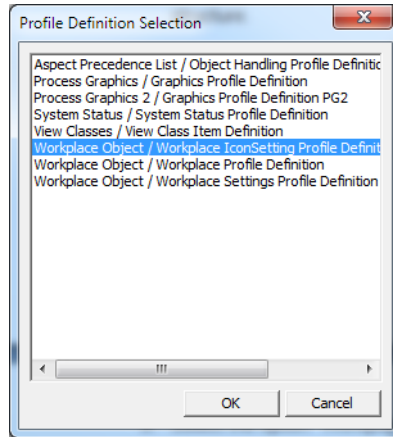 Profile Definition Selection
Aspect Precedence List / Object Handling Profile Definitic
Process Graphics / Graphics Profile Definition
Process Graphics 2 / Graphics Profile Definition PG2
System Status / System Status Profile Definition
View Classes / View Class Item Definition
Workplace Object / Workplace IconSetting Profile Definit
Workplace Object / Workplace Profile Definition
Workplace Object / Workplace Settings Profile Definition
OK Cancel